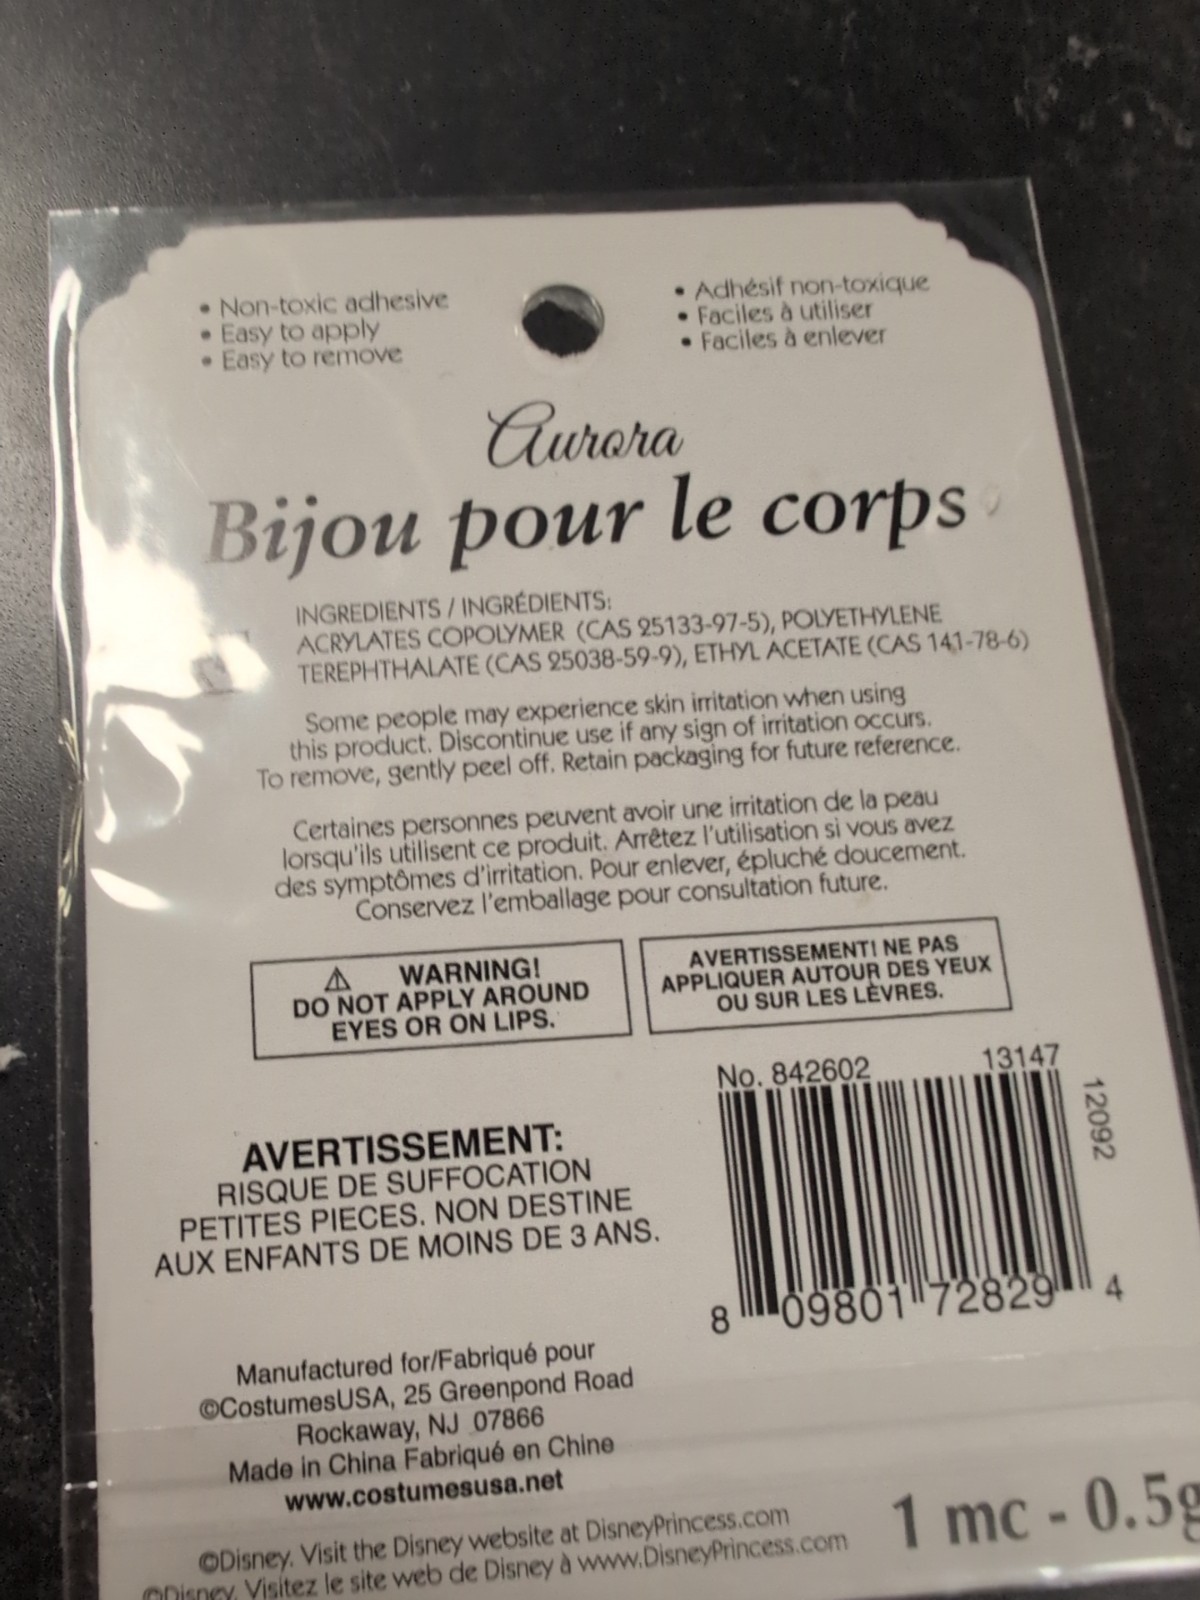 • Non-toxic adhesive
• Easy to apply
• Easy to remove
• Adhésif non-toxique
• Faciles à utiliser
• Faciles à enlever
Aurora
Bijou pour le corps
INGREDIENTS / INGRÉDIENTS:
ACRYLATES COPOLYMER (CAS 25133-97-5), POLYETHYLENE
TEREPHTHALATE (CAS 25038-59-9), ETHYL ACETATE (CAS 141-78-6)
Some people may experience skin irritation when using
this product. Discontinue use if any sign of irritation occurs.
To remove, gently peel off. Retain packaging for future reference.
Certaines personnes peuvent avoir une irritation de la peau
lorsqu'ils utilisent ce produit. Arrêtez l'utilisation si vous avez
des symptômes d'irritation. Pour enlever, épluché doucement.
Conservez l'emballage pour consultation future.
⚠ WARNING!
DO NOT APPLY AROUND
EYES OR ON LIPS.
AVERTISSEMENT! NE PAS
APPLIQUER AUTOUR DES YEUX
OU SUR LES LÈVRES.
AVERTISSEMENT:
RISQUE DE SUFFOCATION
PETITES PIECES. NON DESTINE
AUX ENFANTS DE MOINS DE 3 ANS.
No. 842602 13147
12092
8 09801 72829 4
Manufactured for/Fabriqué pour
©CostumesUSA, 25 Greenpond Road
Rockaway, NJ 07866
Made in China Fabriqué en Chine
www.costumesusa.net
©Disney. Visit the Disney website at DisneyPrincess.com
©Disney. Visitez le site web de Disney à www.DisneyPrincess.com
1 mc - 0.5g